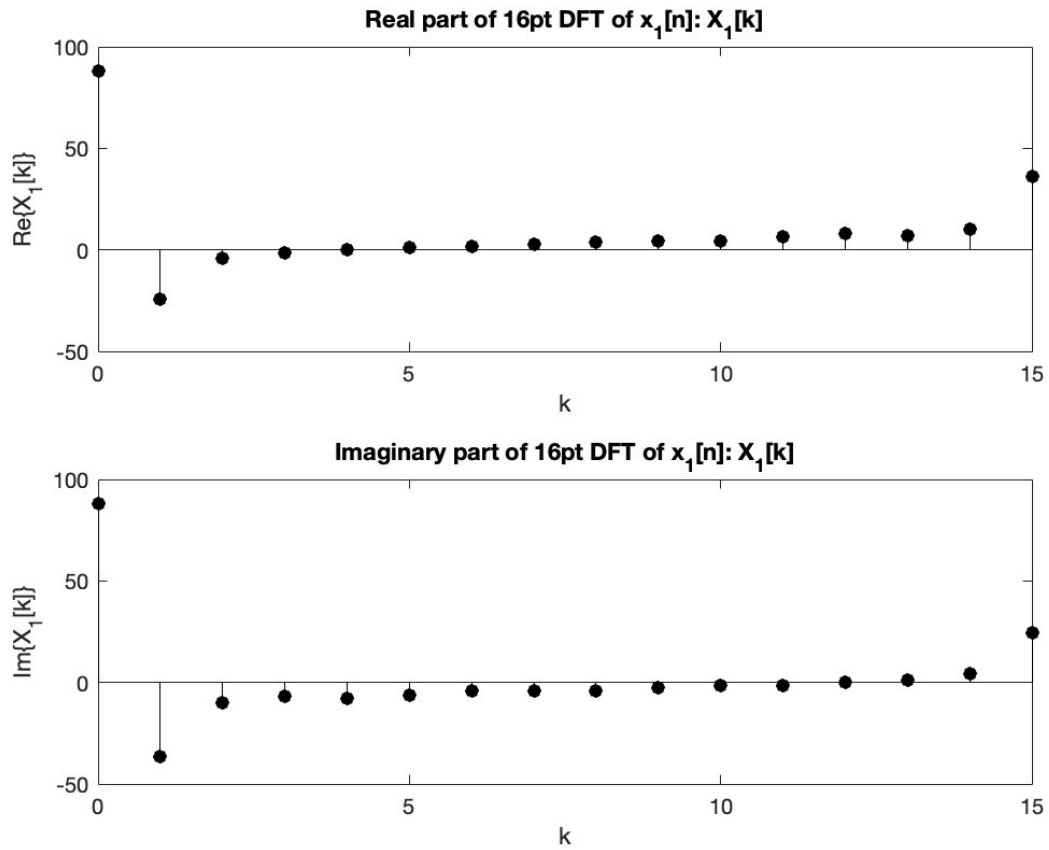 Real part of 16pt DFT of x₁[n]: X₁[k]
100
50
0
-50
Re{X₁[k]}
0 5 10 15
k
Imaginary part of 16pt DFT of x₁[n]: X₁[k]
100
50
0
-50
Im{X₁[k]}
0 5 10 15
k